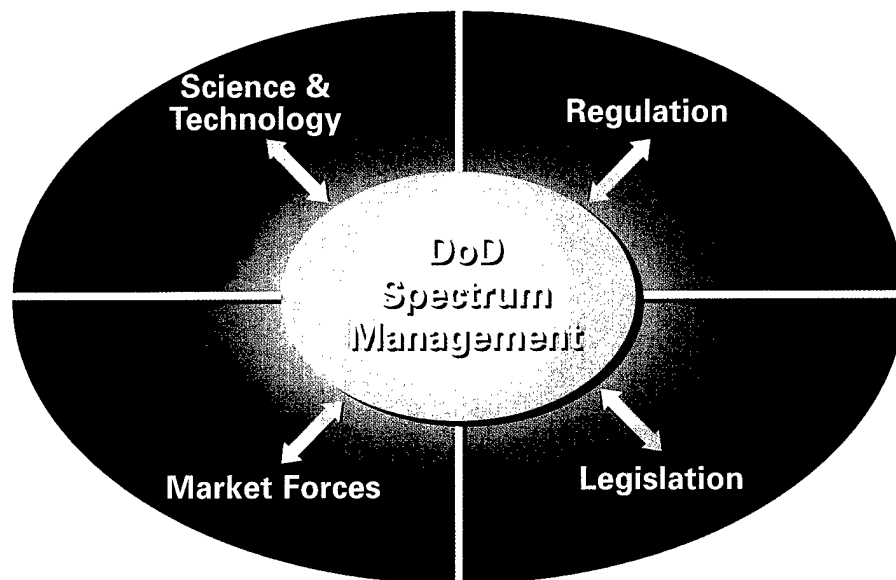 Science &
Technology
Regulation
DoD
Spectrum
Management
Market Forces
Legislation